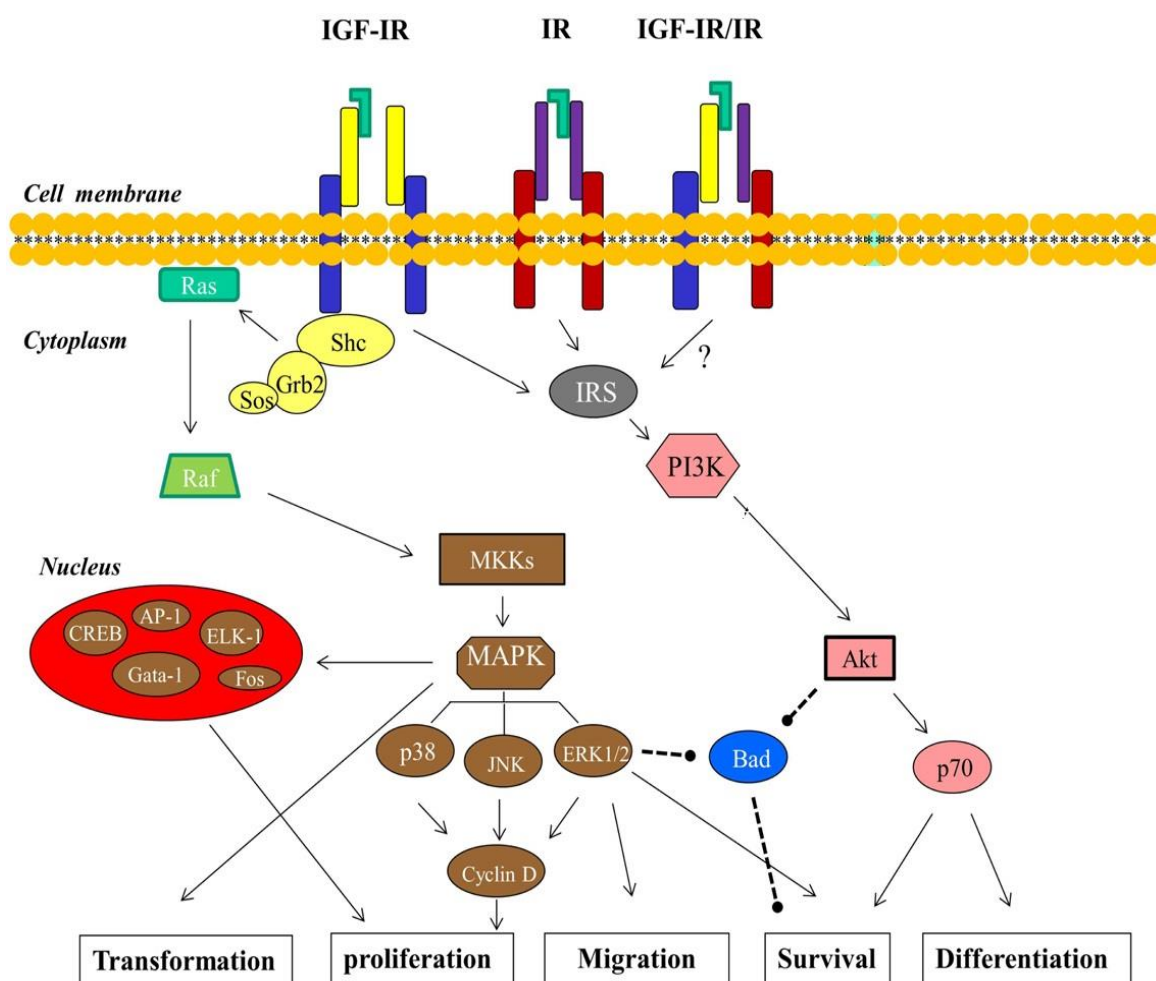 IGF-IR IR IGF-IR/IR
Cell membrane
Ras
Cytoplasm
Shc
?
Grb2
Sos
IRS
PI3K
Raf
MKKs
Nucleus
AP-1
CREB
ELK-1
MAPK
Akt
Gata-1
Fos
p38
JNK
ERK1/2
Bad
p70
Cyclin D
Transformation
proliferation
Migration
Survival
Differentiation